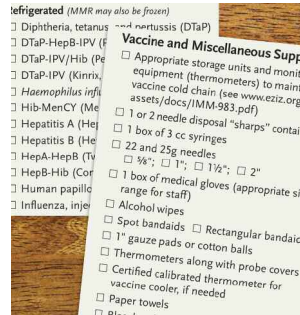 Refrigerated (MMR may also be frozen)
Diphtheria, tetanus and pertussis (DTaP)
DTaP-HepB-IPV (
DTaP-IPV/Hib (Pe
DTaP-IPV (Kinrix,
Haemophilus influ
Hib-MenCY (Me
Hepatitis A (Hep
Hepatitis B (He
HepA-HepB (Tw
HepB-Hib (Cor
Human papillo
Influenza, injec
Vaccine and Miscellaneous Supp
☐ Appropriate storage units and monit
equipment (thermometers) to maint
vaccine cold chain (see www.eziz.org
assets/docs/IMM-983.pdf)
☐ 1 or 2 needle disposal “sharps” contai
☐ 1 box of 3 cc syringes
☐ 22 and 25g needles
☐ ⅝"; ☐ 1"; ☐ 1½"; ☐ 2"
☐ 1 box of medical gloves (appropriate si
range for staff)
☐ Alcohol wipes
☐ Spot bandaids ☐ Rectangular bandaid
☐ 1" gauze pads or cotton balls
☐ Thermometers along with probe covers
☐ Certified calibrated thermometer for
vaccine cooler, if needed
☐ Paper towels